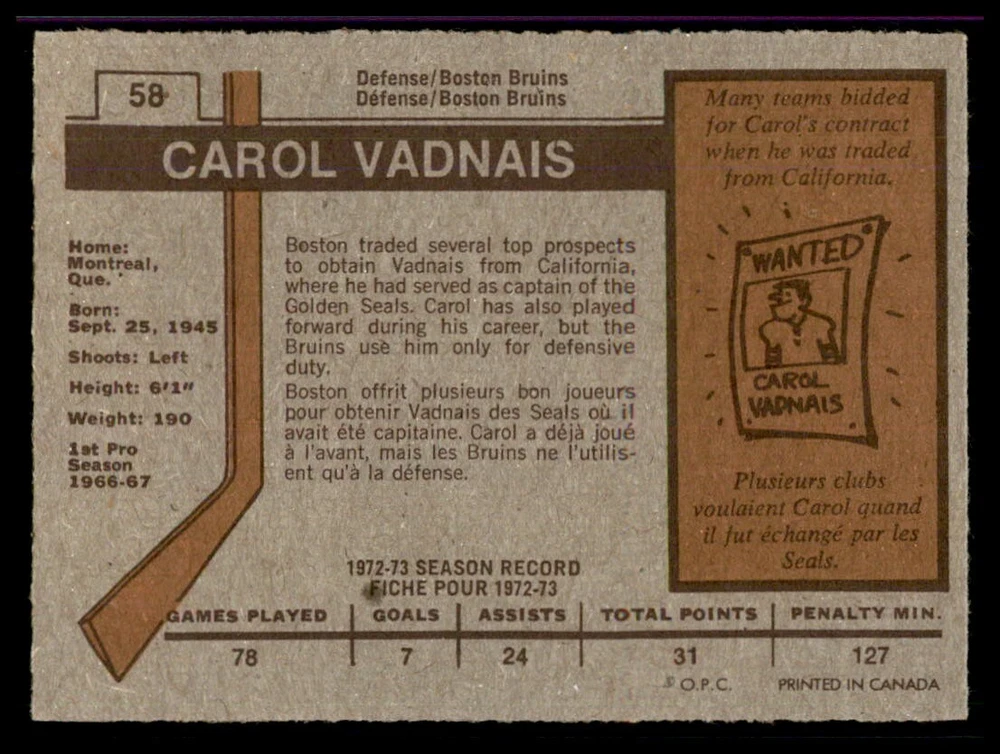 58
Defense/Boston Bruins
Défense/Boston Bruins
CAROL VADNAIS
Home:
Montreal,
Que.
Born:
Sept. 25, 1945
Shoots: Left
Height: 6'1"
Weight: 190
1st Pro
Season
1966-67
Boston traded several top prospects
to obtain Vadnais from California,
where he had served as captain of the
Golden Seals. Carol has also played
forward during his career, but the
Bruins use him only for defensive
duty.
Boston offrit plusieurs bon joueurs
pour obtenir Vadnais des Seals où il
avait été capitaine. Carol a déjà joué
à l'avant, mais les Bruins ne l'utilis-
ent qu'à la défense.
Many teams bidded
for Carol's contract
when he was traded
from California.
WANTED
CAROL
VADNAIS
Plusieurs clubs
voulaient Carol quand
il fut échangé par les
Seals.
1972-73 SEASON RECORD
FICHE POUR 1972-73
GAMES PLAYED GOALS ASSISTS TOTAL POINTS PENALTY MIN.
78 7 24 31 127
O.P.C. PRINTED IN CANADA